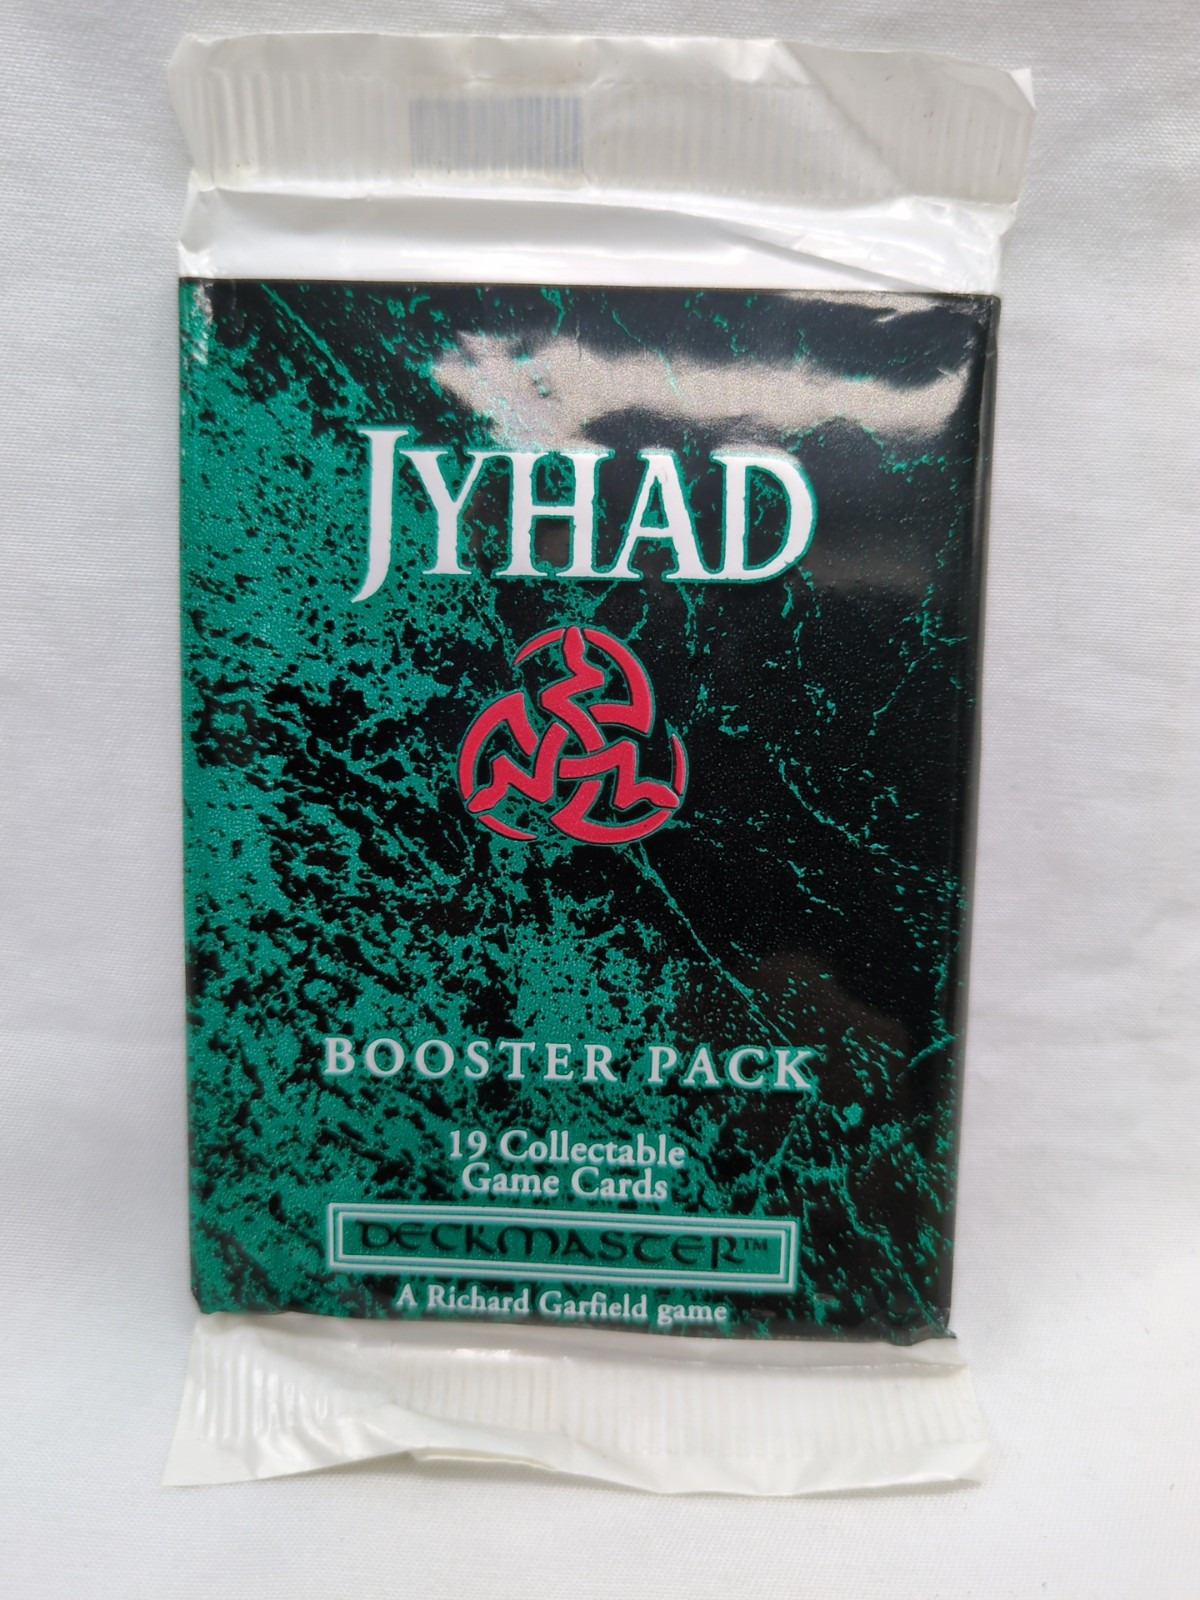 JYHAD
BOOSTER PACK
19 Collectable
Game Cards
DECKMASTER™
A Richard Garfield game